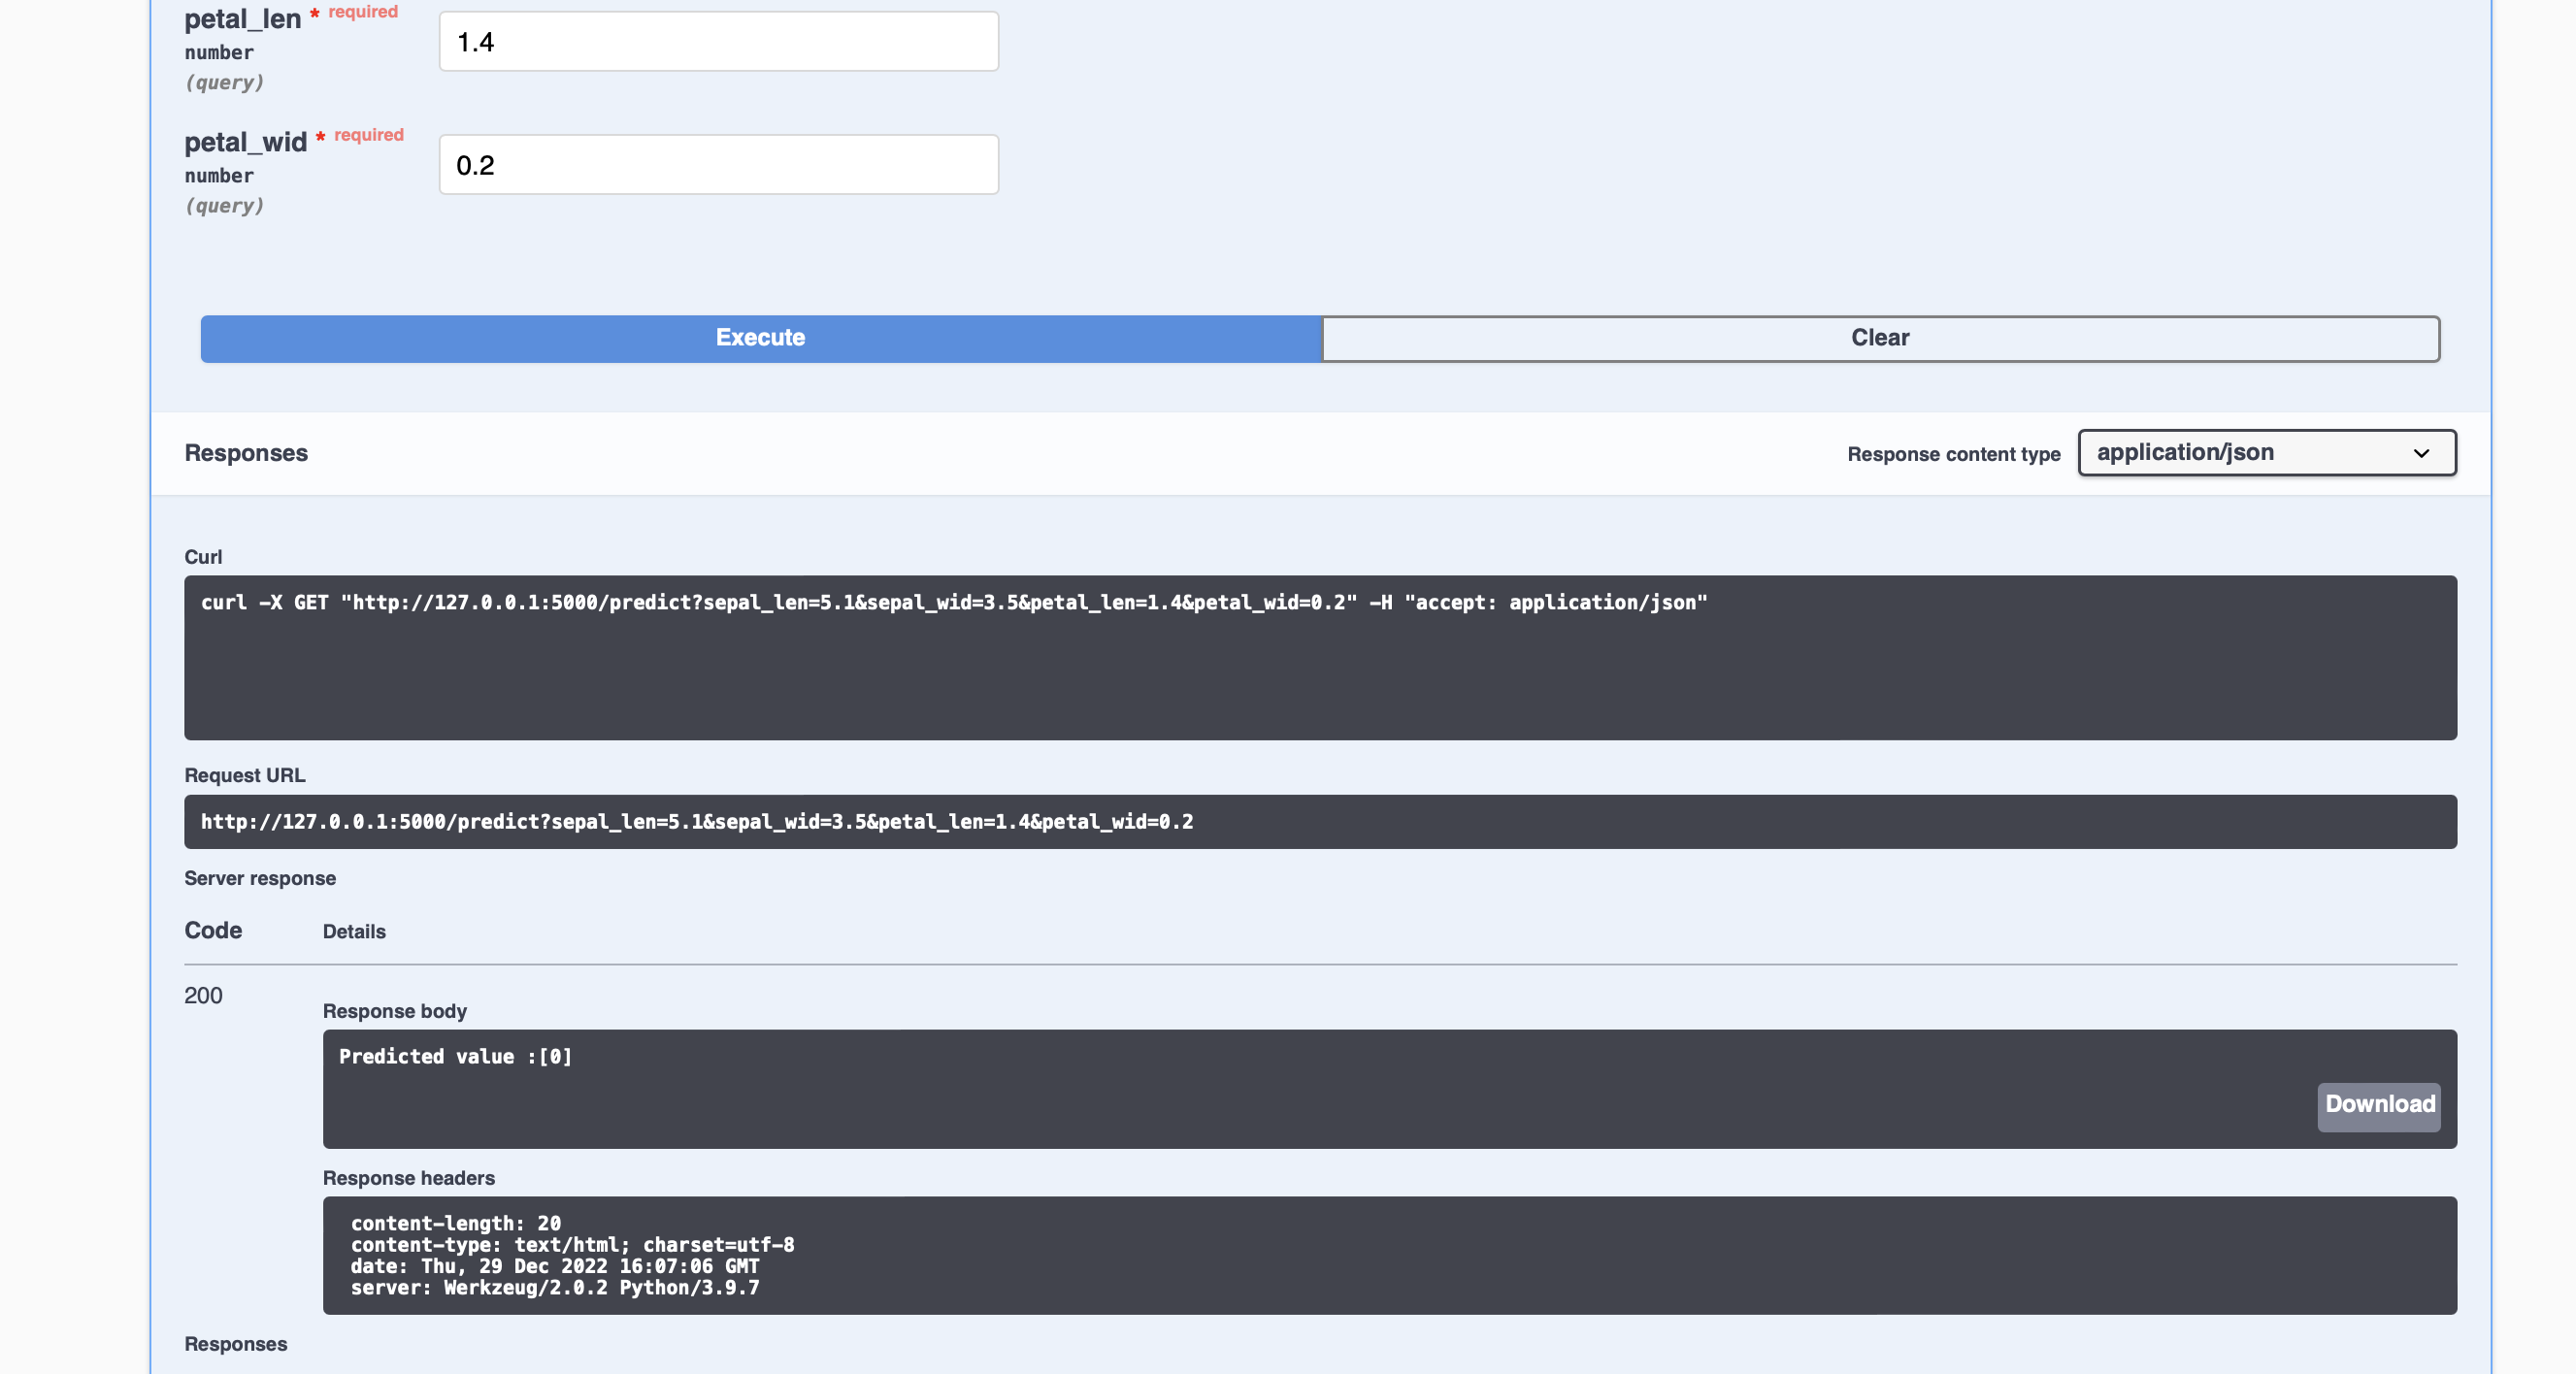 petal_len * required
number
(query)
1.4
petal_wid * required
number
(query)
0.2
Execute
Clear
Responses
Response content type
application/json
Curl
curl -X GET "http://127.0.0.1:5000/predict?sepal_len=5.1&sepal_wid=3.5&petal_len=1.4&petal_wid=0.2" -H "accept: application/json"
Request URL
http://127.0.0.1:5000/predict?sepal_len=5.1&sepal_wid=3.5&petal_len=1.4&petal_wid=0.2
Server response
Code
Details
200
Response body
Predicted value :[0]
Download
Response headers
content-length: 20
content-type: text/html; charset=utf-8
date: Thu, 29 Dec 2022 16:07:06 GMT
server: Werkzeug/2.0.2 Python/3.9.7
Responses